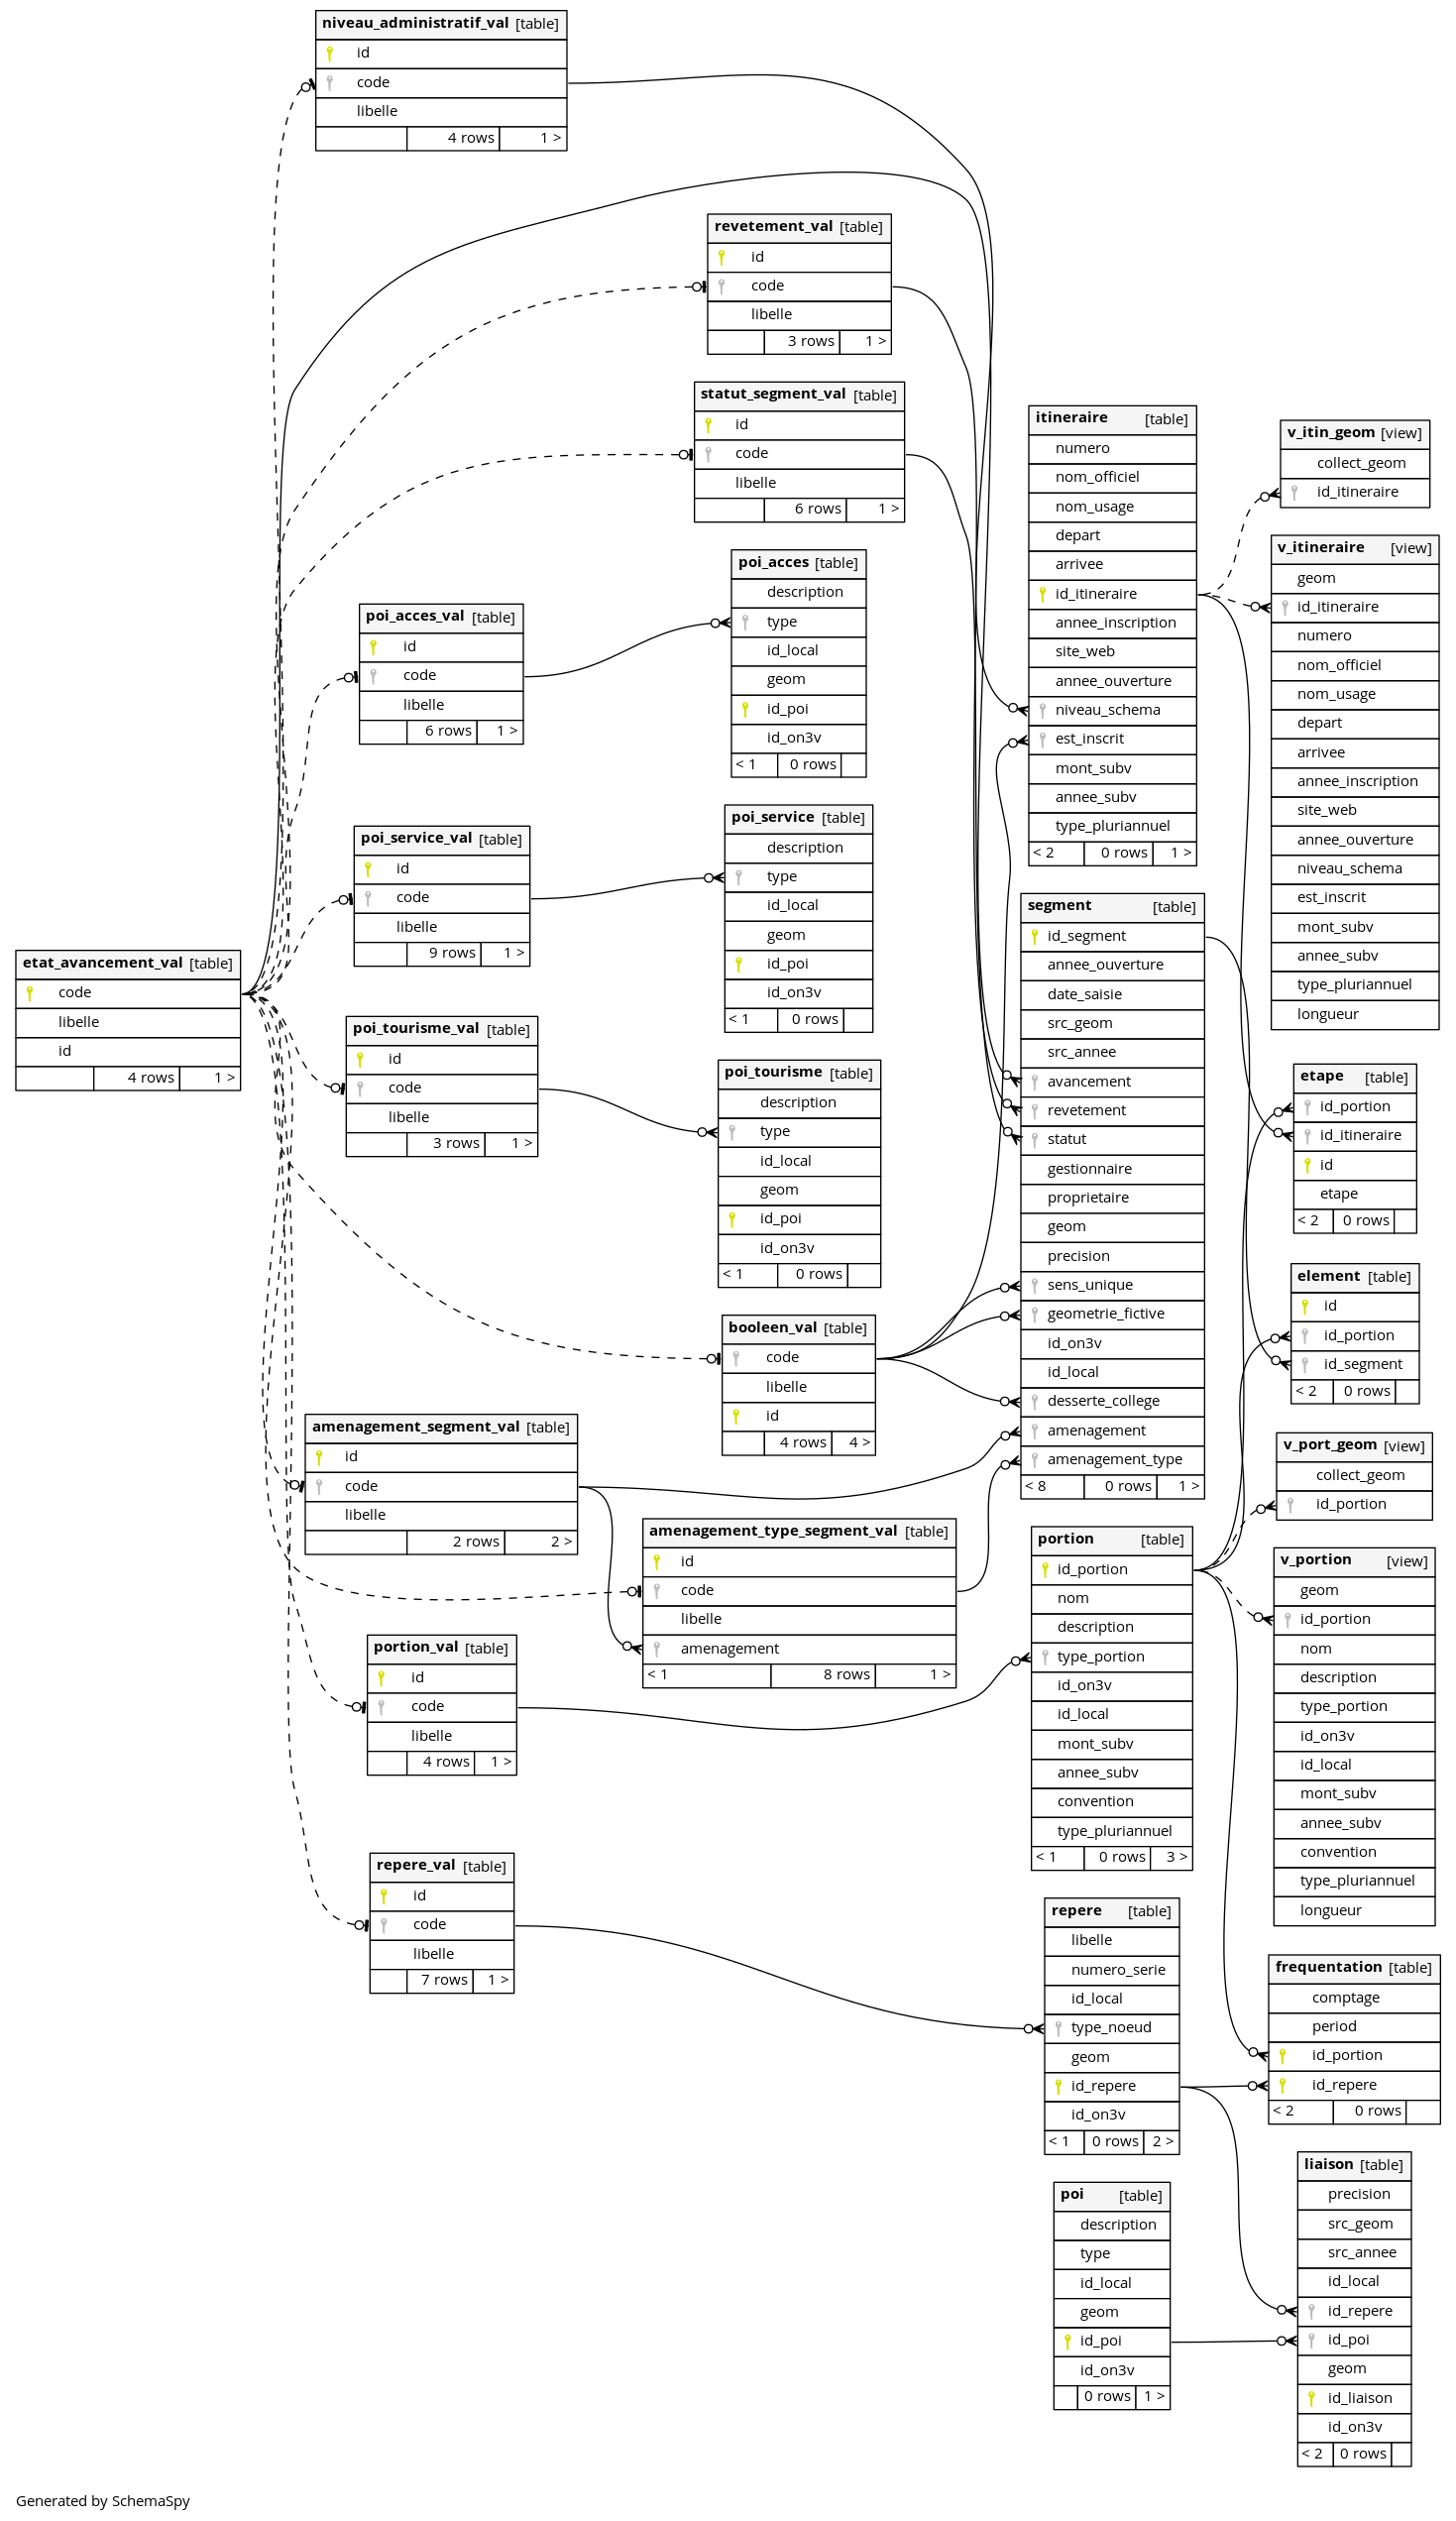 niveau_administratif_val [table]
id
code
libelle
4 rows 1 >
revetement_val [table]
id
code
libelle
3 rows 1 >
statut_segment_val [table]
id
code
libelle
6 rows 1 >
poi_acces_val [table]
id
code
libelle
6 rows 1 >
poi_acces [table]
description
type
id_local
geom
id_poi
id_on3v
< 1 0 rows
poi_service_val [table]
id
code
libelle
9 rows 1 >
poi_service [table]
description
type
id_local
geom
id_poi
id_on3v
< 1 0 rows
etat_avancement_val [table]
code
libelle
id
4 rows 1 >
poi_tourisme_val [table]
id
code
libelle
3 rows 1 >
poi_tourisme [table]
description
type
id_local
geom
id_poi
id_on3v
< 1 0 rows
booleen_val [table]
code
libelle
id
4 rows 4 >
amenagement_segment_val [table]
id
code
libelle
2 rows 2 >
amenagement_type_segment_val [table]
id
code
libelle
amenagement
< 1 8 rows 1 >
portion_val [table]
id
code
libelle
4 rows 1 >
repere_val [table]
id
code
libelle
7 rows 1 >
itineraire [table]
numero
nom_officiel
nom_usage
depart
arrivee
id_itineraire
annee_inscription
site_web
annee_ouverture
niveau_schema
est_inscrit
mont_subv
annee_subv
type_pluriannuel
< 2 0 rows 1 >
segment [table]
id_segment
annee_ouverture
date_saisie
src_geom
src_annee
avancement
revetement
statut
gestionnaire
proprietaire
geom
precision
sens_unique
geometrie_fictive
id_on3v
id_local
desserte_college
amenagement
amenagement_type
< 8 0 rows 1 >
portion [table]
id_portion
nom
description
type_portion
id_on3v
id_local
mont_subv
annee_subv
convention
type_pluriannuel
< 1 0 rows 3 >
repere [table]
libelle
numero_serie
id_local
type_noeud
geom
id_repere
id_on3v
< 1 0 rows 2 >
poi [table]
description
type
id_local
geom
id_poi
id_on3v
0 rows 1 >
v_itin_geom [view]
collect_geom
id_itineraire
v_itineraire [view]
geom
id_itineraire
numero
nom_officiel
nom_usage
depart
arrivee
annee_inscription
site_web
annee_ouverture
niveau_schema
est_inscrit
mont_subv
annee_subv
type_pluriannuel
longueur
etape [table]
id_portion
id_itineraire
id
etape
< 2 0 rows
element [table]
id
id_portion
id_segment
< 2 0 rows
v_port_geom [view]
collect_geom
id_portion
v_portion [view]
geom
id_portion
nom
description
type_portion
id_on3v
id_local
mont_subv
annee_subv
convention
type_pluriannuel
longueur
frequentation [table]
comptage
period
id_portion
id_repere
< 2 0 rows
liaison [table]
precision
src_geom
src_annee
id_local
id_repere
id_poi
geom
id_liaison
id_on3v
< 2 0 rows
Generated by SchemaSpy